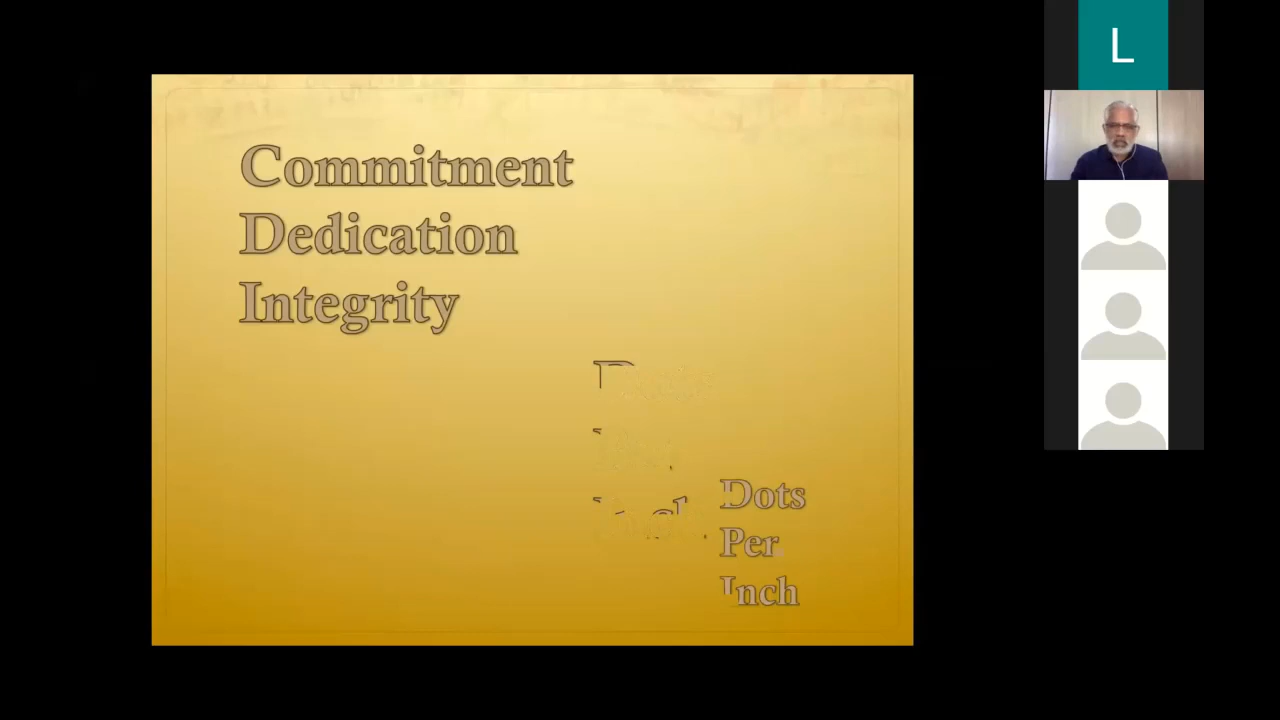 L
Commitment
Dedication
Integrity
Dots
Per
Inch